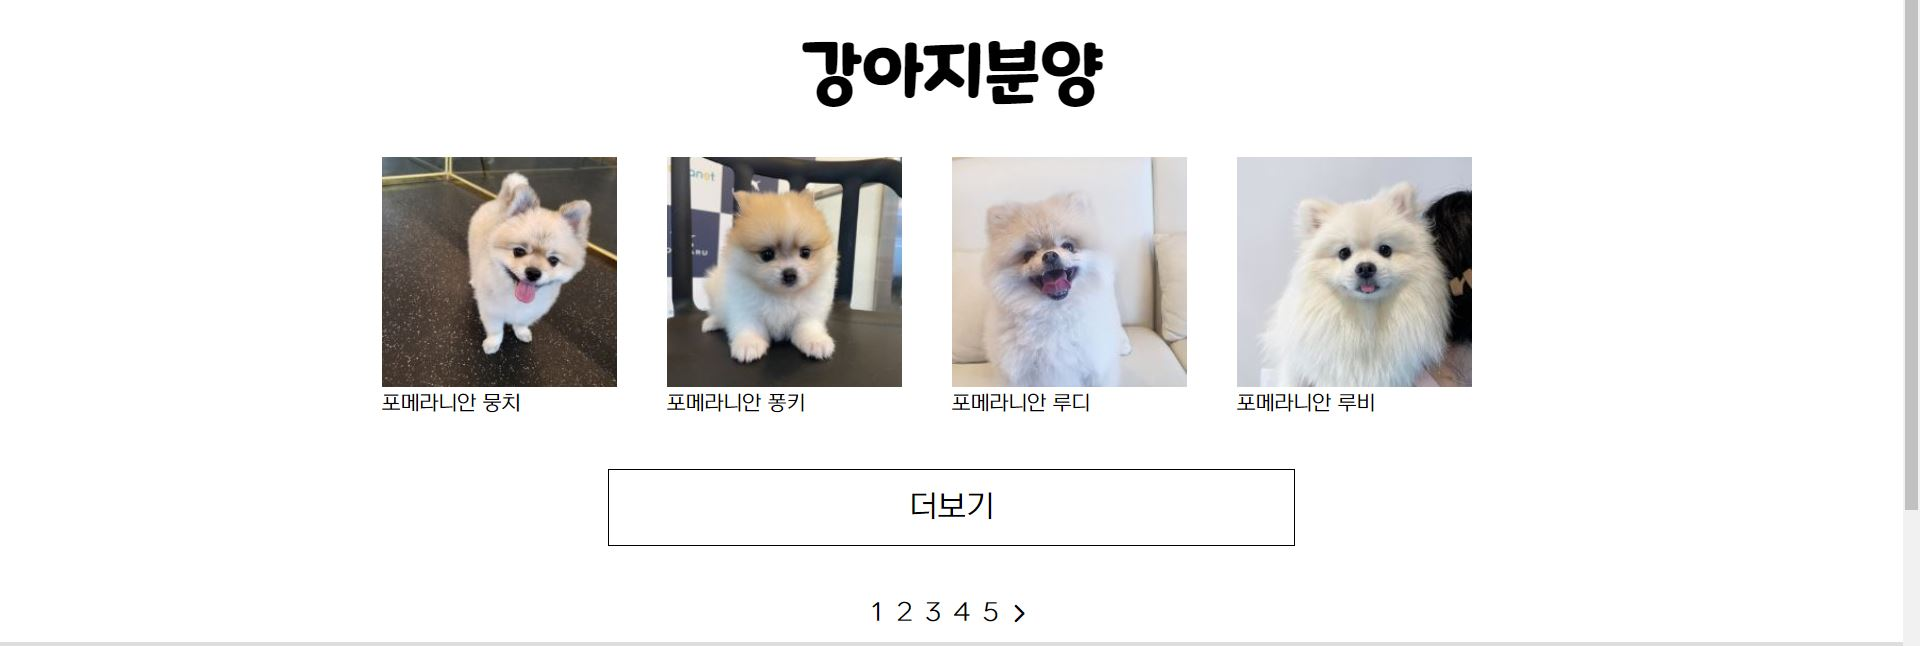 강아지분양
포메라니안 뭉치
포메라니안 퐁키
포메라니안 루디
포메라니안 루비
더보기
1 2 3 4 5 >